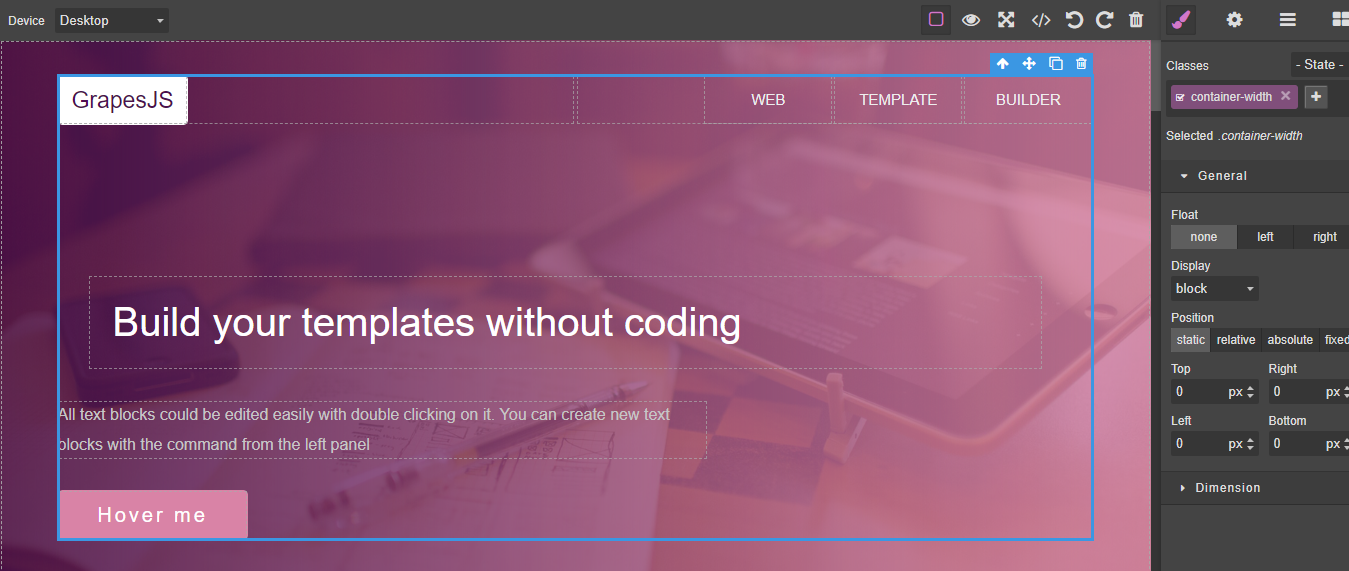 Device Desktop
Classes - State -
container-width
Selected .container-width
General
Float
none left right
Display
block
Position
static relative absolute fixed
Top Right
0 px 0 px
Left Bottom
0 px 0 px
Dimension
GrapesJS WEB TEMPLATE BUILDER
Build your templates without coding
All text blocks could be edited easily with double clicking on it. You can create new text
blocks with the command from the left panel
Hover me